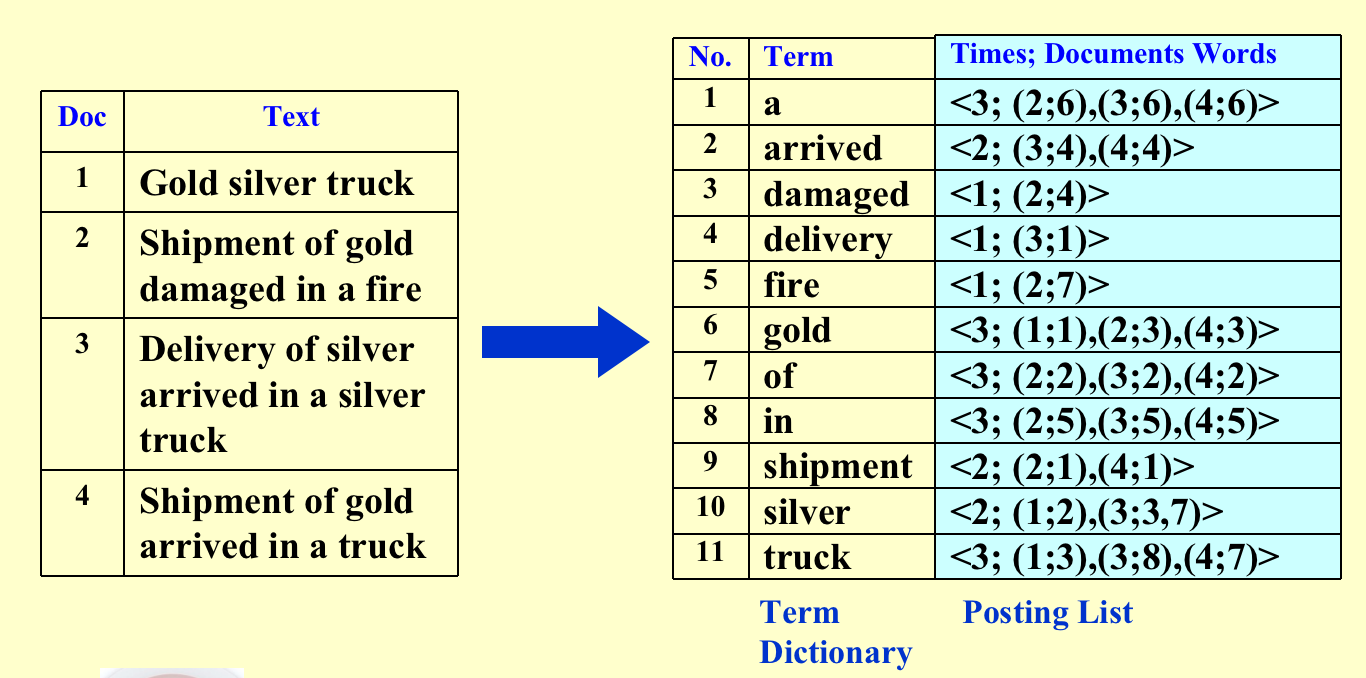 Doc Text
1 Gold silver truck
2 Shipment of gold
damaged in a fire
3 Delivery of silver
arrived in a silver
truck
4 Shipment of gold
arrived in a truck
No. Term Times; Documents Words
1 a <3; (2;6),(3;6),(4;6)>
2 arrived <2; (3;4),(4;4)>
3 damaged <1; (2;4)>
4 delivery <1; (3;1)>
5 fire <1; (2;7)>
6 gold <3; (1;1),(2;3),(4;3)>
7 of <3; (2;2),(3;2),(4;2)>
8 in <3; (2;5),(3;5),(4;5)>
9 shipment <2; (2;1),(4;1)>
10 silver <2; (1;2),(3;3,7)>
11 truck <3; (1;3),(3;8),(4;7)>
Term
Dictionary
Posting List